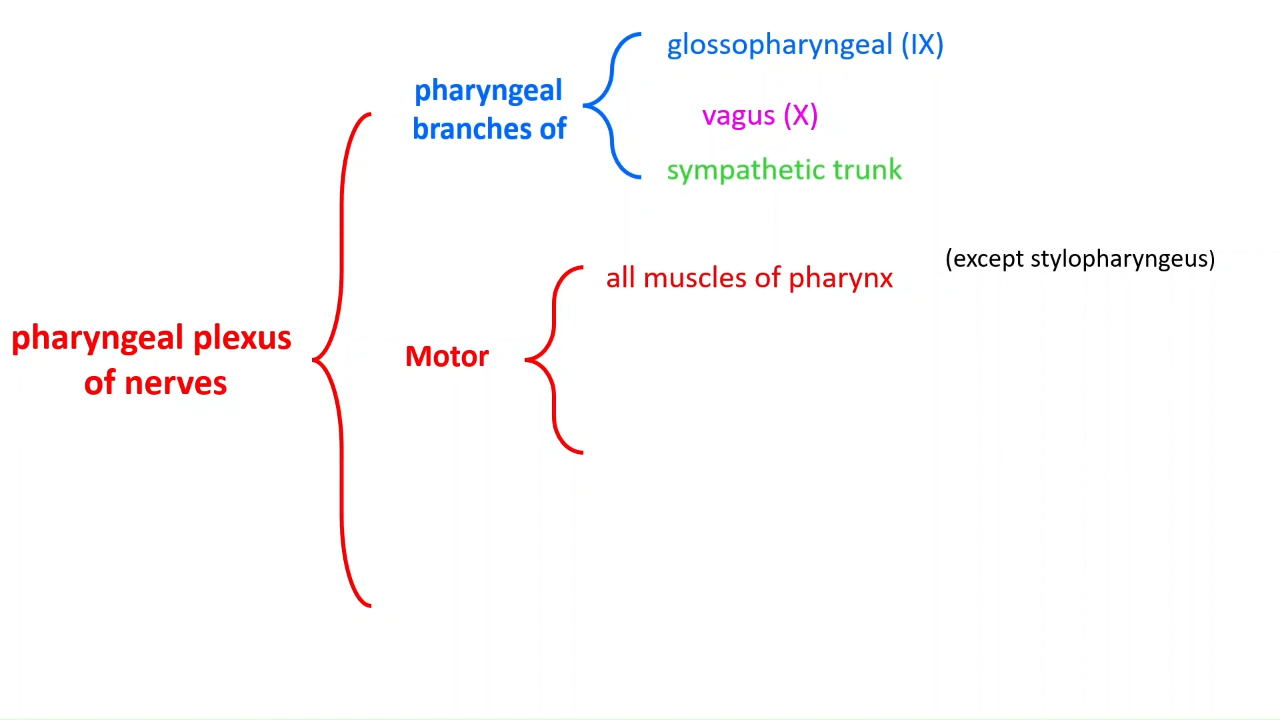 pharyngeal plexus
of nerves
pharyngeal
branches of
glossopharyngeal (IX)
vagus (X)
sympathetic trunk
Motor
all muscles of pharynx
(except stylopharyngeus)